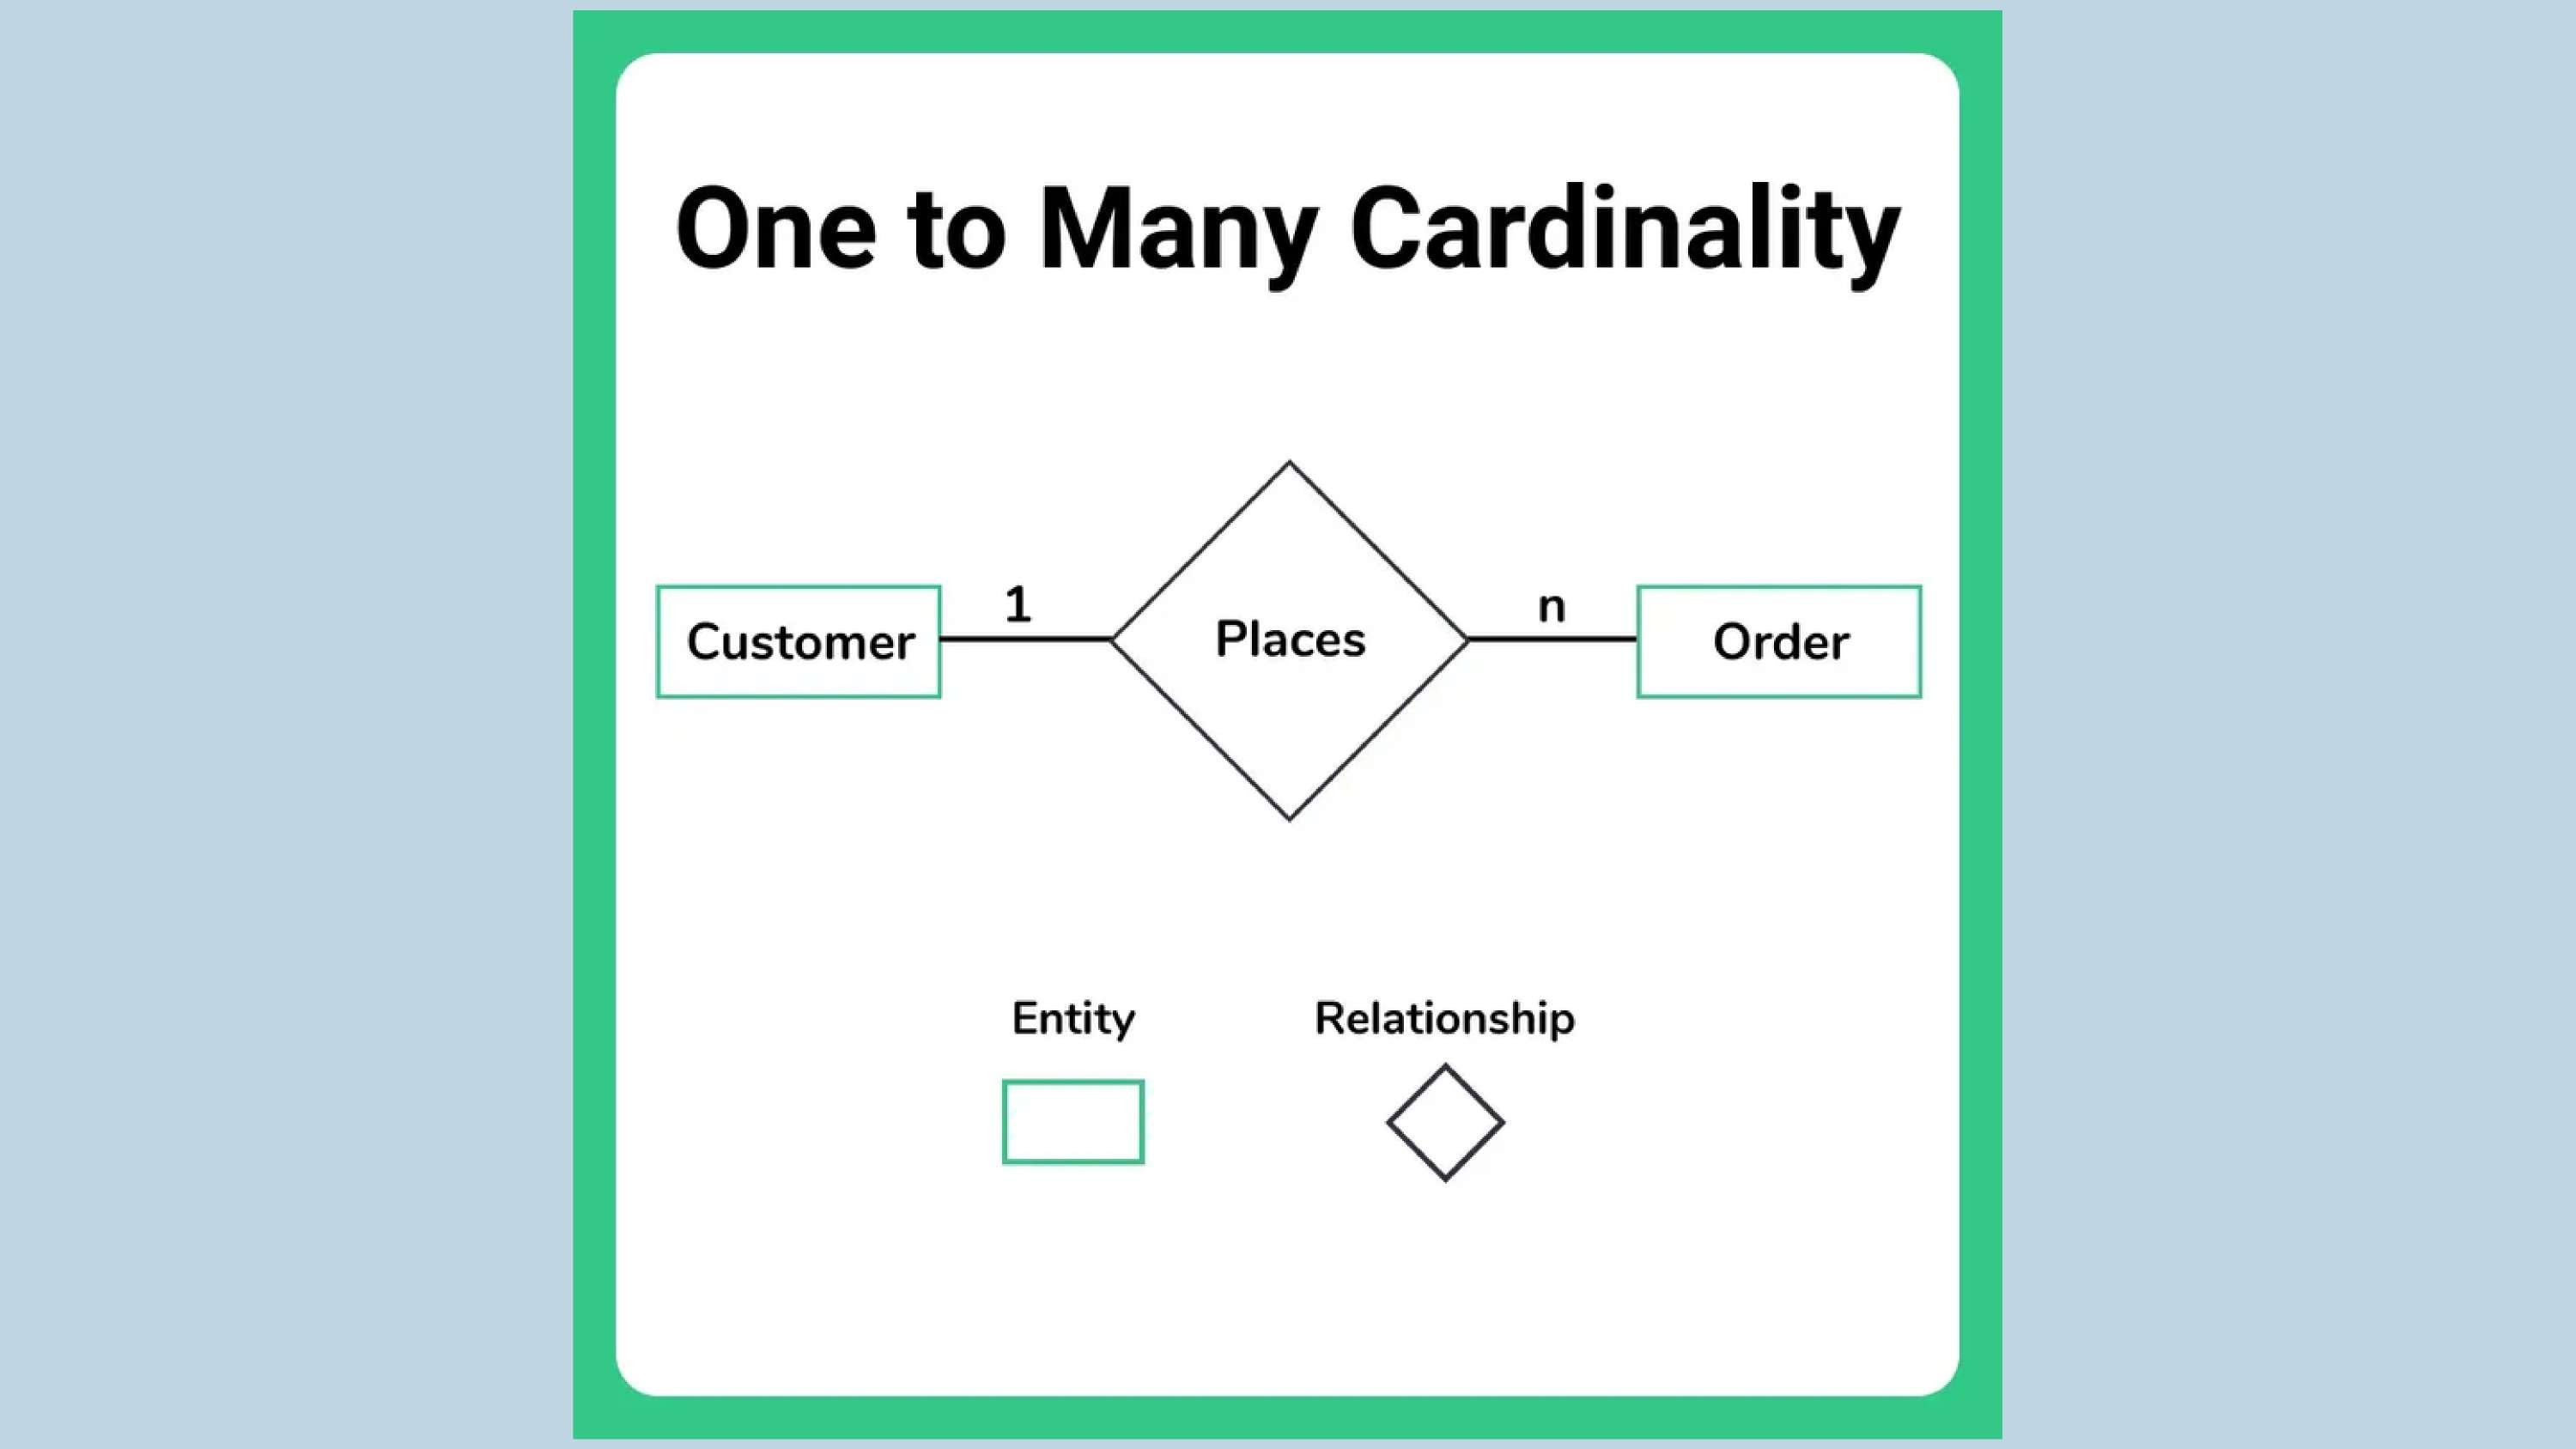 One to Many Cardinality
Customer
1
Places
n
Order
Entity
Relationship